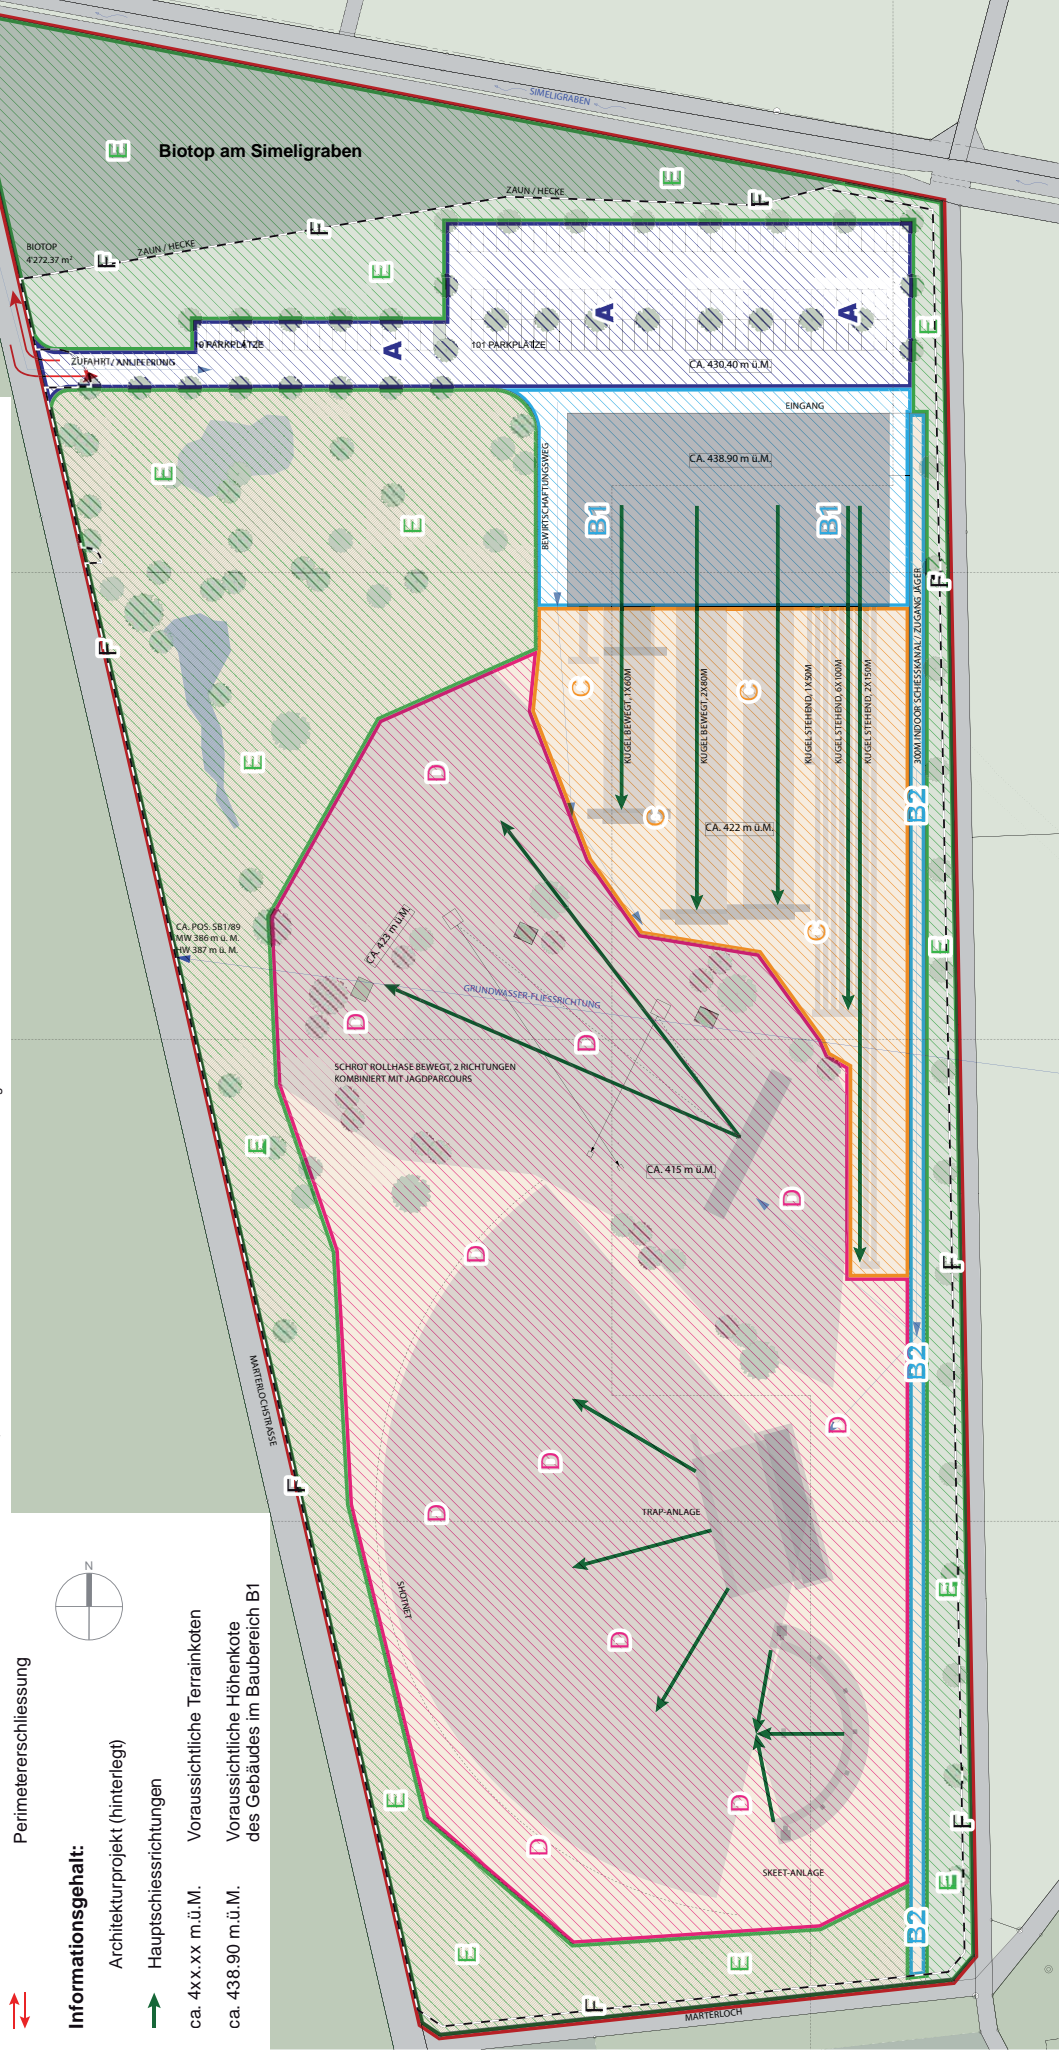 SIMELIGRABEN
E
Biotop am Simeligraben
E
ZAUN / HECKE
F
F
BIOTOP
4'272.37 m²
ZAUN / HECKE
F
E
A
A
E
PARKPLÄTZE
101 PARKPLÄTZE
A
ZUFAHRT / ANLIEFERUNG
CA. 430.40 m ü.M.
EINGANG
CA. 438.90 m ü.M.
E
E
BEWIRTSCHAFTUNGSWEG
B1
B1
F
F
C
C
E
D
KUGEL BEWEGT, 1X60M
KUGEL BEWEGT, 2X80M
KUGEL STEHEND, 1X50M
KUGEL STEHEND, 6X100M
KUGEL STEHEND, 2X150M
300M INDOOR SCHIESSKANAL / ZUGANG JÄGER
E
B2
C
CA. 422 m ü.M.
C
E
CA. POS. SB1/89
MW 386 m ü. M.
HW 387 m ü. M.
CA. 423 m ü.M.
GRUNDWASSER-FLIESSRICHTUNG
D
D
SCHROT ROLLHASE BEWEGT, 2 RICHTUNGEN
KOMBINIERT MIT JAGDPARCOURS
E
CA. 415 m ü.M.
D
D
F
B2
MARTERLOCHSTRASSE
D
D
F
D
TRAP-ANLAGE
SHOTNET
E
D
E
D
D
F
SKEET-ANLAGE
E
B2
E
E
F
MARTERLOCH
N
Perimetererschliessung
Informationsgehalt:
Architekturprojekt (hinterlegt)
Hauptschiessrichtungen
ca. 4xx.xx m.ü.M. Voraussichtliche Terrainkoten
ca. 438.90 m.ü.M. Voraussichtliche Höhenkote
des Gebäudes im Baubereich B1